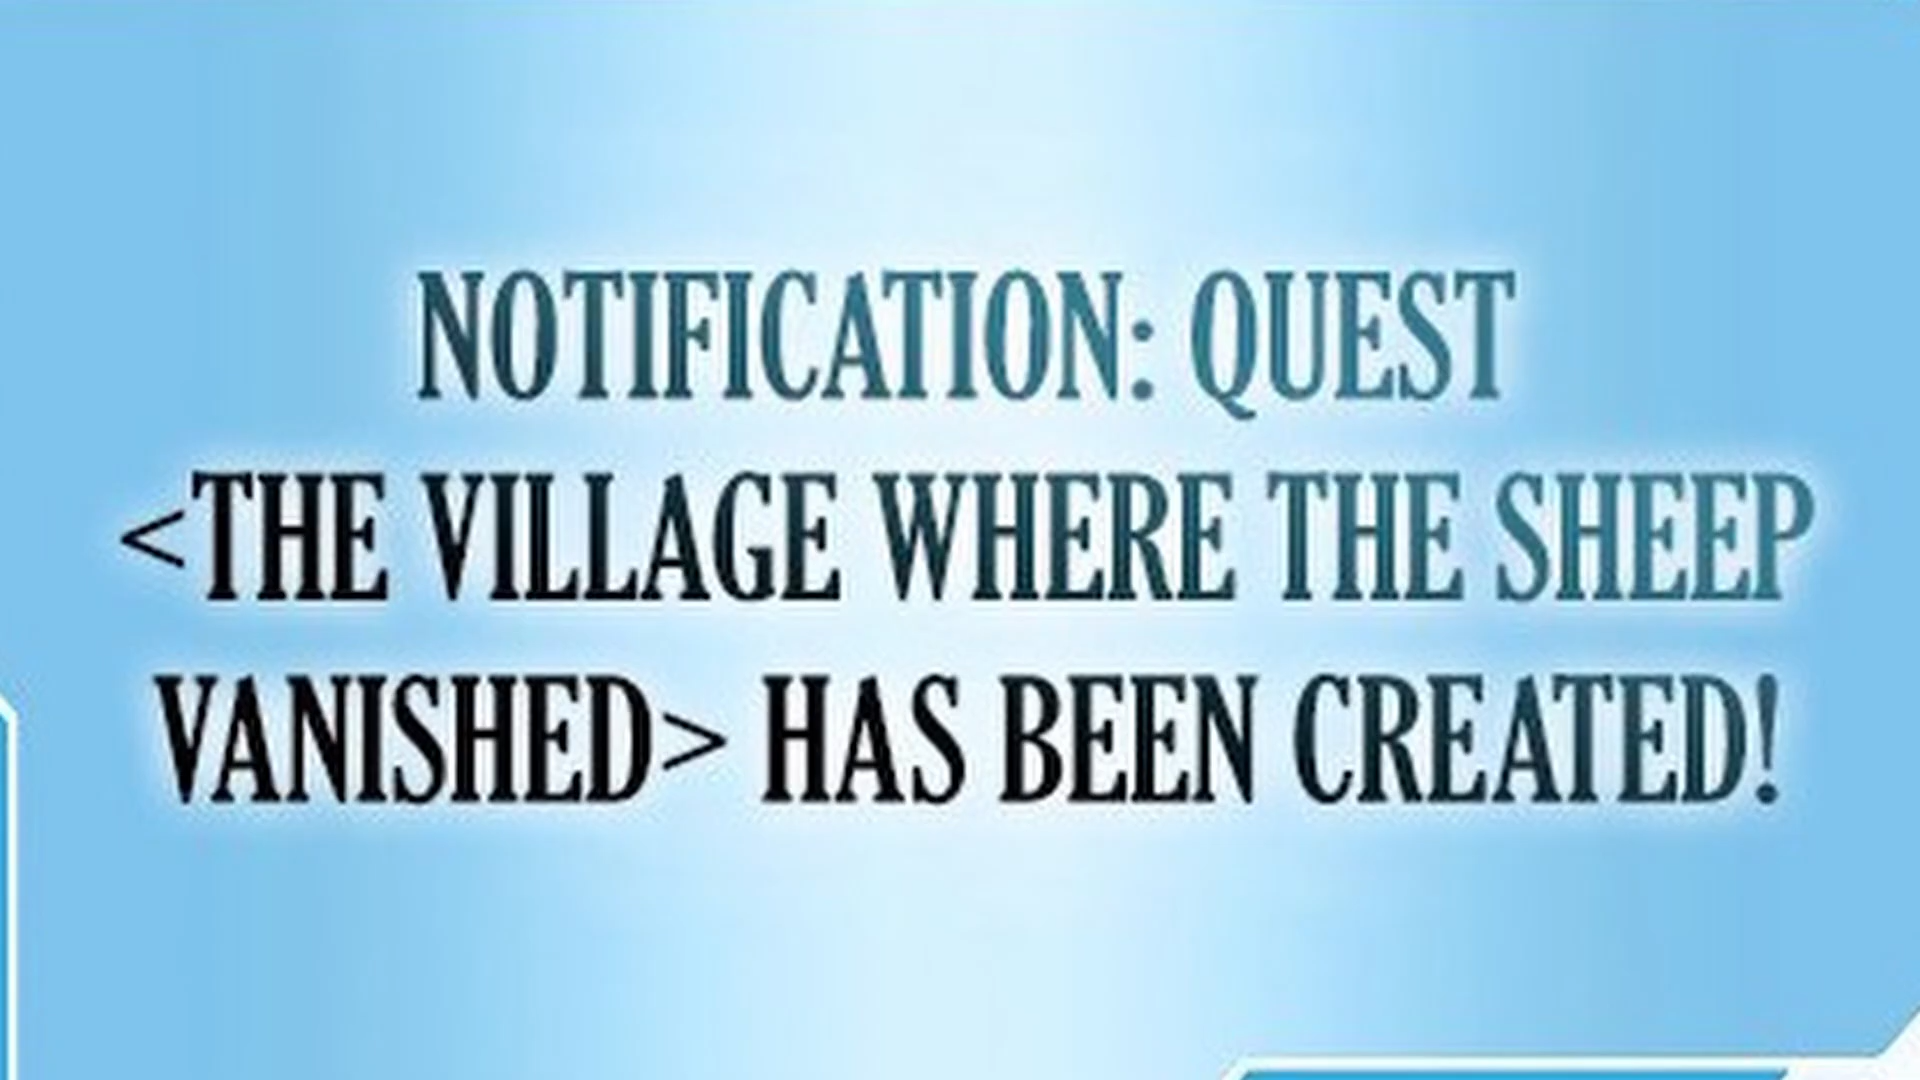 NOTIFICATION: QUEST
<THE VILLAGE WHERE THE SHEEP
VANISHED> HAS BEEN CREATED!